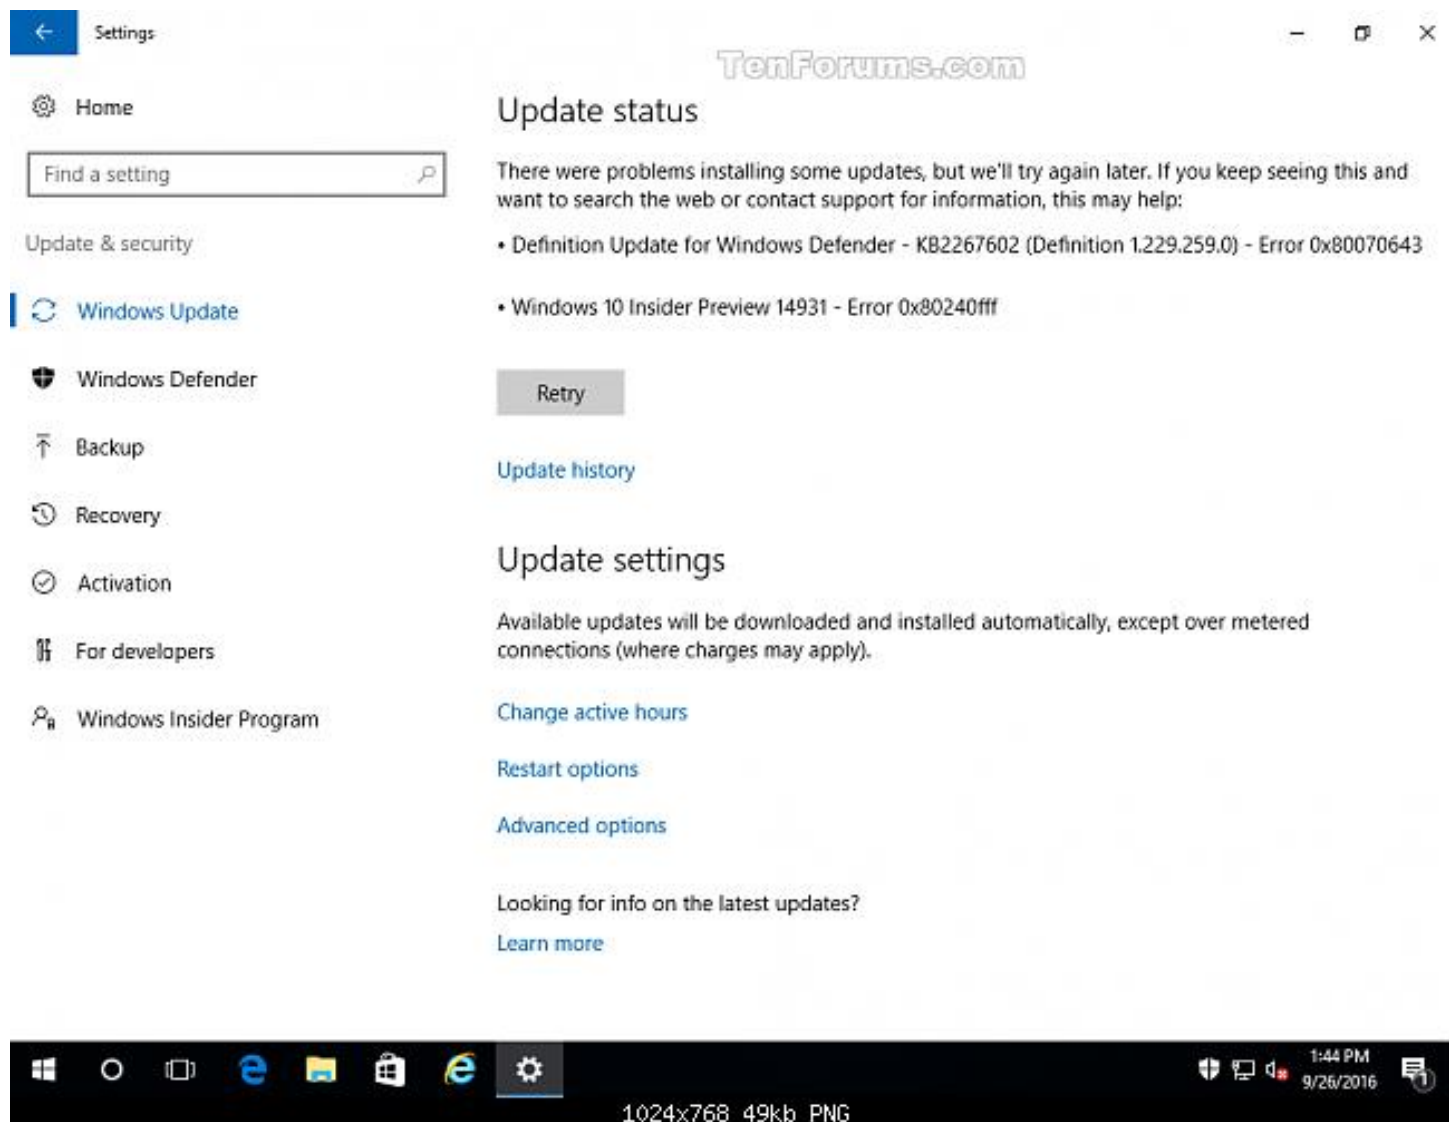 Settings
TenForums.com
Home
Find a setting
Update & security
Windows Update
Windows Defender
Backup
Recovery
Activation
For developers
Windows Insider Program
Update status
There were problems installing some updates, but we'll try again later. If you keep seeing this and
want to search the web or contact support for information, this may help:
• Definition Update for Windows Defender - KB2267602 (Definition 1.229.259.0) - Error 0x80070643
• Windows 10 Insider Preview 14931 - Error 0x80240fff
Retry
Update history
Update settings
Available updates will be downloaded and installed automatically, except over metered
connections (where charges may apply).
Change active hours
Restart options
Advanced options
Looking for info on the latest updates?
Learn more
1:44 PM
9/26/2016
1
1024x768 49kb PNG